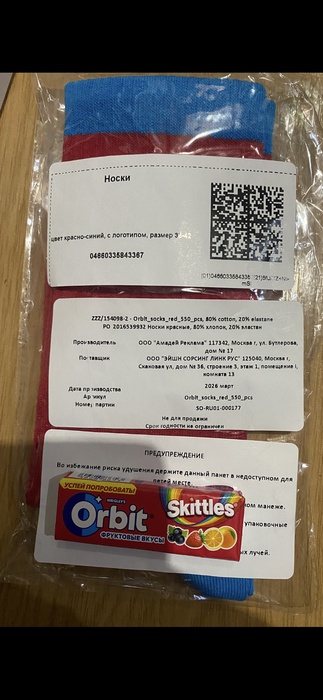 Носки
цвет красно-синий, с логотипом, размер
04660336843367
ZZZ/154098-2 - Orbit_socks_red_550_pcs, 80% cotton, 20% elastane
PO 2016539932 Носки красные, 80% хлопок, 20% эластан
Производитель ООО "Амадей Реклама" 117342, Москва г, ул. Бутлерова,
дом № 17
Поставщик ООО "ЭЙШН СОРСИНГ ЛИНК РУС" 125040, Москва г,
Скаковая ул, дом № 36, строение 3, этаж 1, помещение I,
комната 13
Дата производства 2026 март
Артикул Orbit_socks_red_550_pcs
Номер партии SO-RU01-000177
Не для продажи
Срок годности не ограничен
ПРЕДУПРЕЖДЕНИЕ
Во избежание риска удушения держите данный пакет в недоступном для
детей месте.
манеже.
УСПЕЙ ПОПРОБОВАТЬ!
упаковочные
WRIGLEY'S
Orbit
Skittles
ФРУКТОВЫЕ ВКУСЫ
лучей.